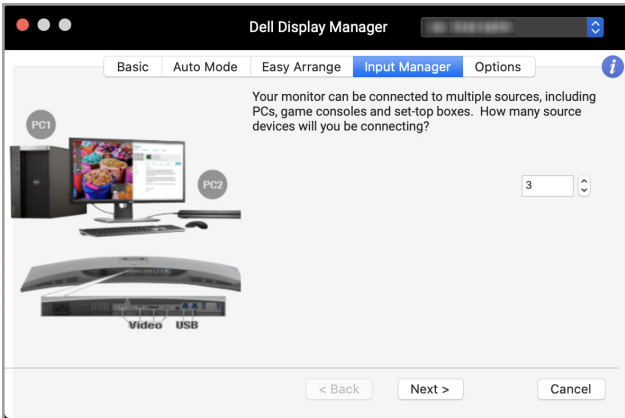 Dell Display Manager
Basic Auto Mode Easy Arrange Input Manager Options i
Your monitor can be connected to multiple sources, including
PCs, game consoles and set-top boxes.  How many source
devices will you be connecting?
PC1
PC2
3
Video USB
< Back Next > Cancel